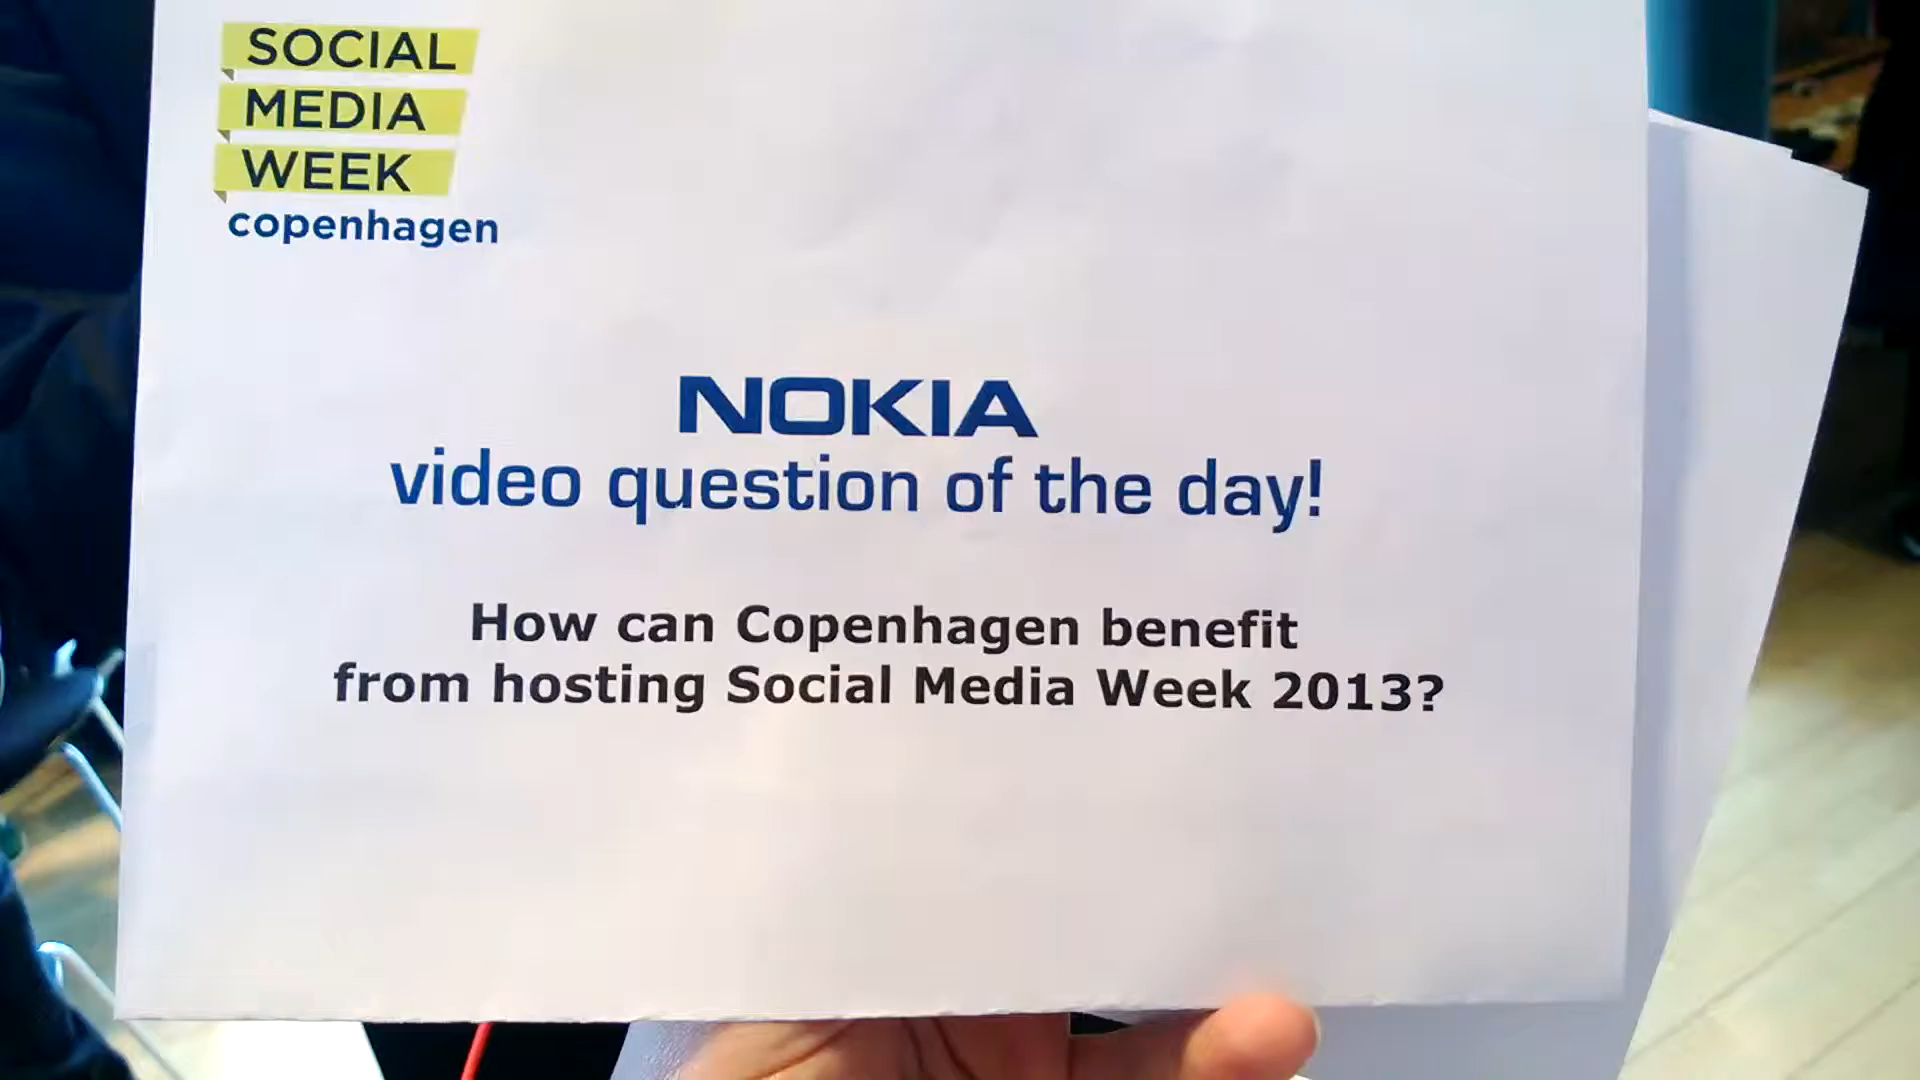 SOCIAL
MEDIA
WEEK
copenhagen
NOKIA
video question of the day!
How can Copenhagen benefit
from hosting Social Media Week 2013?